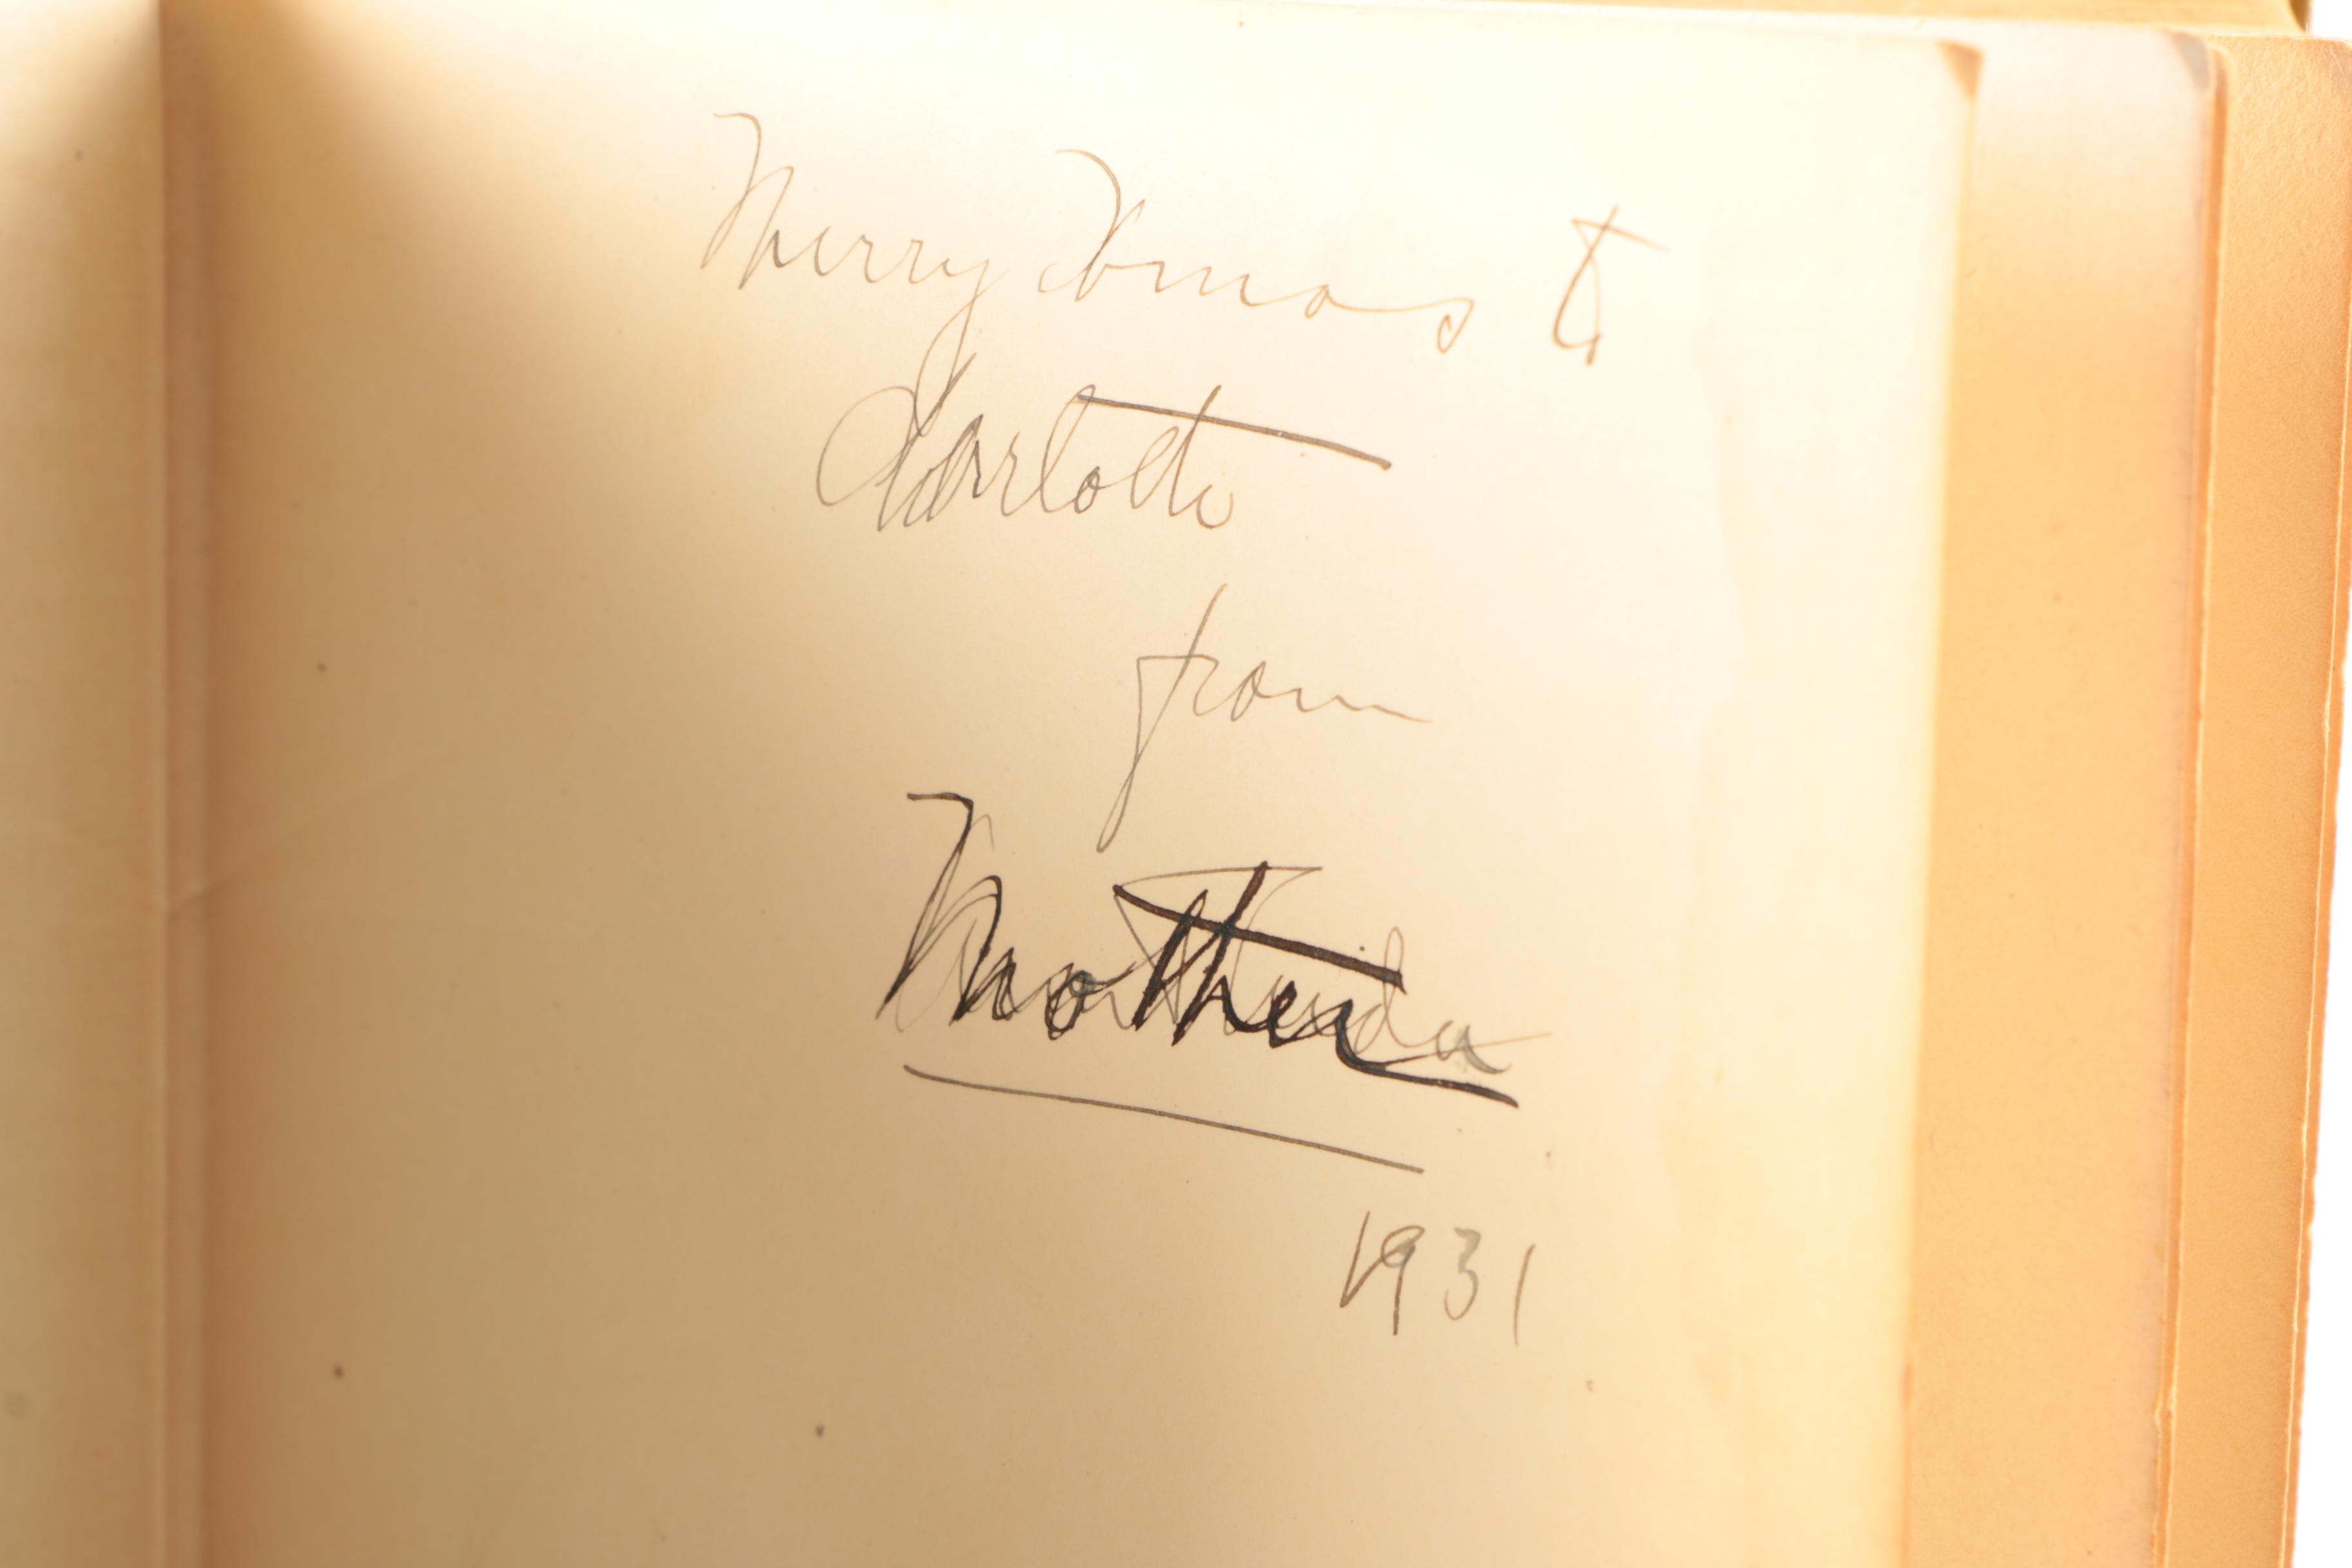 Merry Xmas to
Charlotte
from
Mother
1931